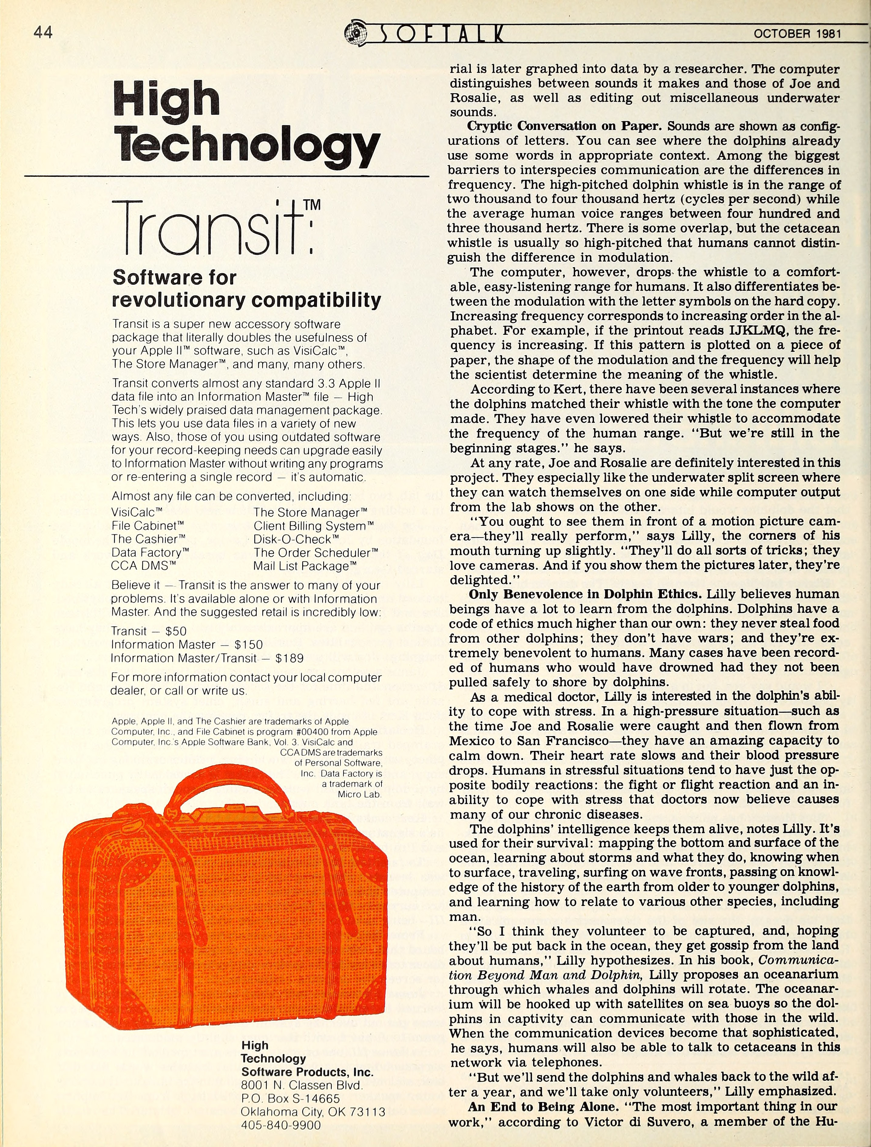 44
SOFTALK
OCTOBER 1981
High
Technology
Transit:™
Software for
revolutionary compatibility
Transit is a super new accessory software
package that literally doubles the usefulness of
your Apple II™ software, such as VisiCalc™,
The Store Manager™, and many, many others.
Transit converts almost any standard 3.3 Apple II
data file into an Information Master™ file — High
Tech's widely praised data management package.
This lets you use data files in a variety of new
ways. Also, those of you using outdated software
for your record-keeping needs can upgrade easily
to Information Master without writing any programs
or re-entering a single record — it's automatic.
Almost any file can be converted, including:
VisiCalc™ The Store Manager™
File Cabinet™ Client Billing System™
The Cashier™ Disk-O-Check™
Data Factory™ The Order Scheduler™
CCA DMS™ Mail List Package™
Believe it — Transit is the answer to many of your
problems. It's available alone or with Information
Master. And the suggested retail is incredibly low:
Transit — $50
Information Master — $150
Information Master/Transit — $189
For more information contact your local computer
dealer, or call or write us.
Apple, Apple II, and The Cashier are trademarks of Apple
Computer, Inc., and File Cabinet is program #00400 from Apple
Computer, Inc.'s Apple Software Bank, Vol. 3. VisiCalc and
CCA DMS are trademarks
of Personal Software,
Inc. Data Factory is
a trademark of
Micro Lab.
High
Technology
Software Products, Inc.
8001 N. Classen Blvd.
P.O. Box S-14665
Oklahoma City, OK 73113
405-840-9900
rial is later graphed into data by a researcher. The computer
distinguishes between sounds it makes and those of Joe and
Rosalie, as well as editing out miscellaneous underwater
sounds.
Cryptic Conversation on Paper. Sounds are shown as config-
urations of letters. You can see where the dolphins already
use some words in appropriate context. Among the biggest
barriers to interspecies communication are the differences in
frequency. The high-pitched dolphin whistle is in the range of
two thousand to four thousand hertz (cycles per second) while
the average human voice ranges between four hundred and
three thousand hertz. There is some overlap, but the cetacean
whistle is usually so high-pitched that humans cannot distin-
guish the difference in modulation.
The computer, however, drops the whistle to a comfort-
able, easy-listening range for humans. It also differentiates be-
tween the modulation with the letter symbols on the hard copy.
Increasing frequency corresponds to increasing order in the al-
phabet. For example, if the printout reads IJKLMQ, the fre-
quency is increasing. If this pattern is plotted on a piece of
paper, the shape of the modulation and the frequency will help
the scientist determine the meaning of the whistle.
According to Kert, there have been several instances where
the dolphins matched their whistle with the tone the computer
made. They have even lowered their whistle to accommodate
the frequency of the human range. "But we're still in the
beginning stages." he says.
At any rate, Joe and Rosalie are definitely interested in this
project. They especially like the underwater split screen where
they can watch themselves on one side while computer output
from the lab shows on the other.
"You ought to see them in front of a motion picture cam-
era—they'll really perform," says Lilly, the corners of his
mouth turning up slightly. "They'll do all sorts of tricks; they
love cameras. And if you show them the pictures later, they're
delighted."
Only Benevolence in Dolphin Ethics. Lilly believes human
beings have a lot to learn from the dolphins. Dolphins have a
code of ethics much higher than our own: they never steal food
from other dolphins; they don't have wars; and they're ex-
tremely benevolent to humans. Many cases have been record-
ed of humans who would have drowned had they not been
pulled safely to shore by dolphins.
As a medical doctor, Lilly is interested in the dolphin's abil-
ity to cope with stress. In a high-pressure situation—such as
the time Joe and Rosalie were caught and then flown from
Mexico to San Francisco—they have an amazing capacity to
calm down. Their heart rate slows and their blood pressure
drops. Humans in stressful situations tend to have just the op-
posite bodily reactions: the fight or flight reaction and an in-
ability to cope with stress that doctors now believe causes
many of our chronic diseases.
The dolphins' intelligence keeps them alive, notes Lilly. It's
used for their survival: mapping the bottom and surface of the
ocean, learning about storms and what they do, knowing when
to surface, traveling, surfing on wave fronts, passing on knowl-
edge of the history of the earth from older to younger dolphins,
and learning how to relate to various other species, including
man.
"So I think they volunteer to be captured, and, hoping
they'll be put back in the ocean, they get gossip from the land
about humans," Lilly hypothesizes. In his book, Communica-
tion Beyond Man and Dolphin, Lilly proposes an oceanarium
through which whales and dolphins will rotate. The oceanar-
ium will be hooked up with satellites on sea buoys so the dol-
phins in captivity can communicate with those in the wild.
When the communication devices become that sophisticated,
he says, humans will also be able to talk to cetaceans in this
network via telephones.
"But we'll send the dolphins and whales back to the wild af-
ter a year, and we'll take only volunteers," Lilly emphasized.
An End to Being Alone. "The most important thing in our
work," according to Victor di Suvero, a member of the Hu-